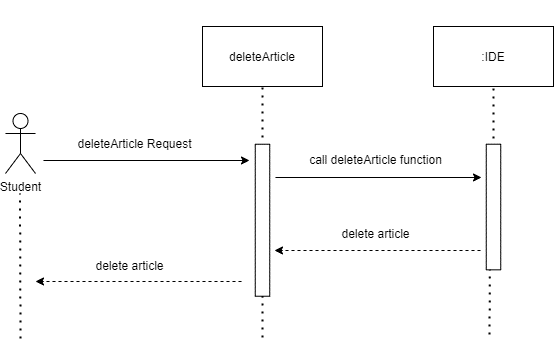 deleteArticle
:IDE
deleteArticle Request
call deleteArticle function
Student
delete article
delete article